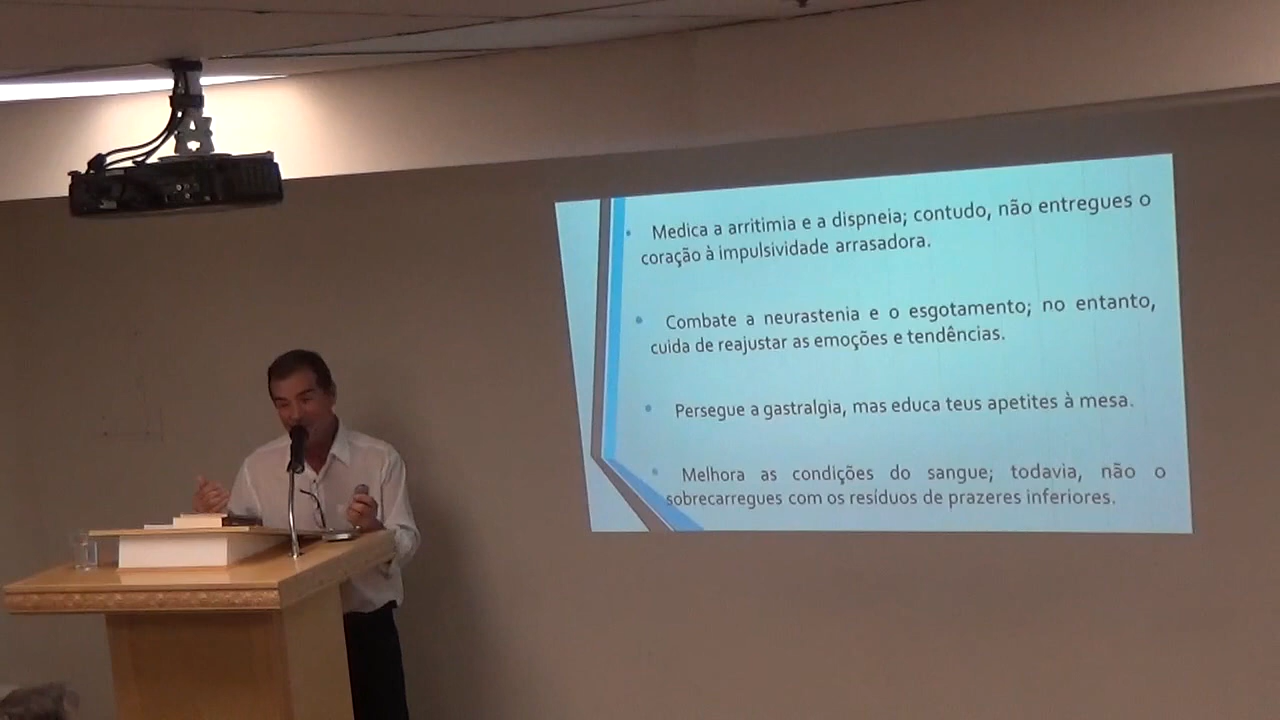 • Medica a arritimia e a dispneia; contudo, não entregues o
coração à impulsividade arrasadora.
• Combate a neurastenia e o esgotamento; no entanto,
cuida de reajustar as emoções e tendências.
• Persegue a gastralgia, mas educa teus apetites à mesa.
• Melhora as condições do sangue; todavia, não o
sobrecarregues com os resíduos de prazeres inferiores.